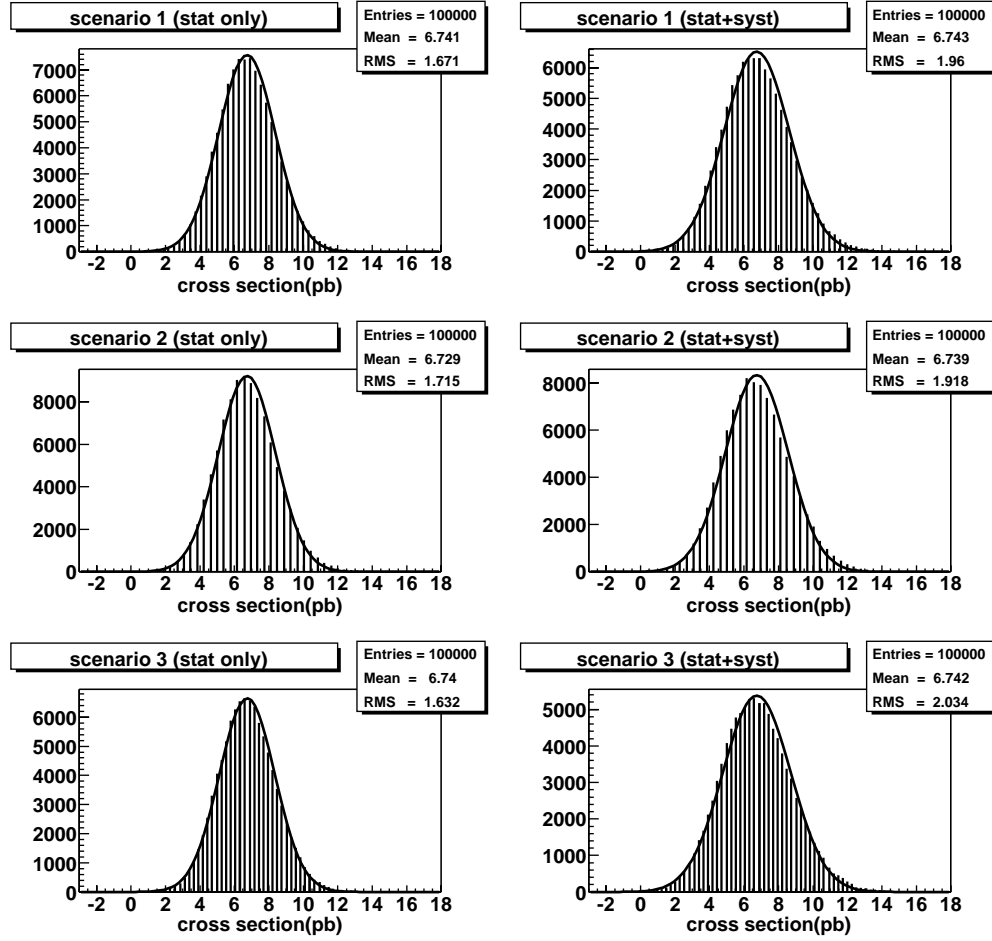 scenario 1 (stat only)
Entries = 100000
Mean = 6.741
RMS = 1.671
7000
6000
5000
4000
3000
2000
1000
0
-2 0 2 4 6 8 10 12 14 16 18
cross section(pb)
scenario 1 (stat+syst)
Entries = 100000
Mean = 6.743
RMS = 1.96
6000
5000
4000
3000
2000
1000
0
-2 0 2 4 6 8 10 12 14 16 18
cross section(pb)
scenario 2 (stat only)
Entries = 100000
Mean = 6.729
RMS = 1.715
8000
6000
4000
2000
0
-2 0 2 4 6 8 10 12 14 16 18
cross section(pb)
scenario 2 (stat+syst)
Entries = 100000
Mean = 6.739
RMS = 1.918
8000
6000
4000
2000
0
-2 0 2 4 6 8 10 12 14 16 18
cross section(pb)
scenario 3 (stat only)
Entries = 100000
Mean = 6.74
RMS = 1.632
6000
5000
4000
3000
2000
1000
0
-2 0 2 4 6 8 10 12 14 16 18
cross section(pb)
scenario 3 (stat+syst)
Entries = 100000
Mean = 6.742
RMS = 2.034
5000
4000
3000
2000
1000
0
-2 0 2 4 6 8 10 12 14 16 18
cross section(pb)